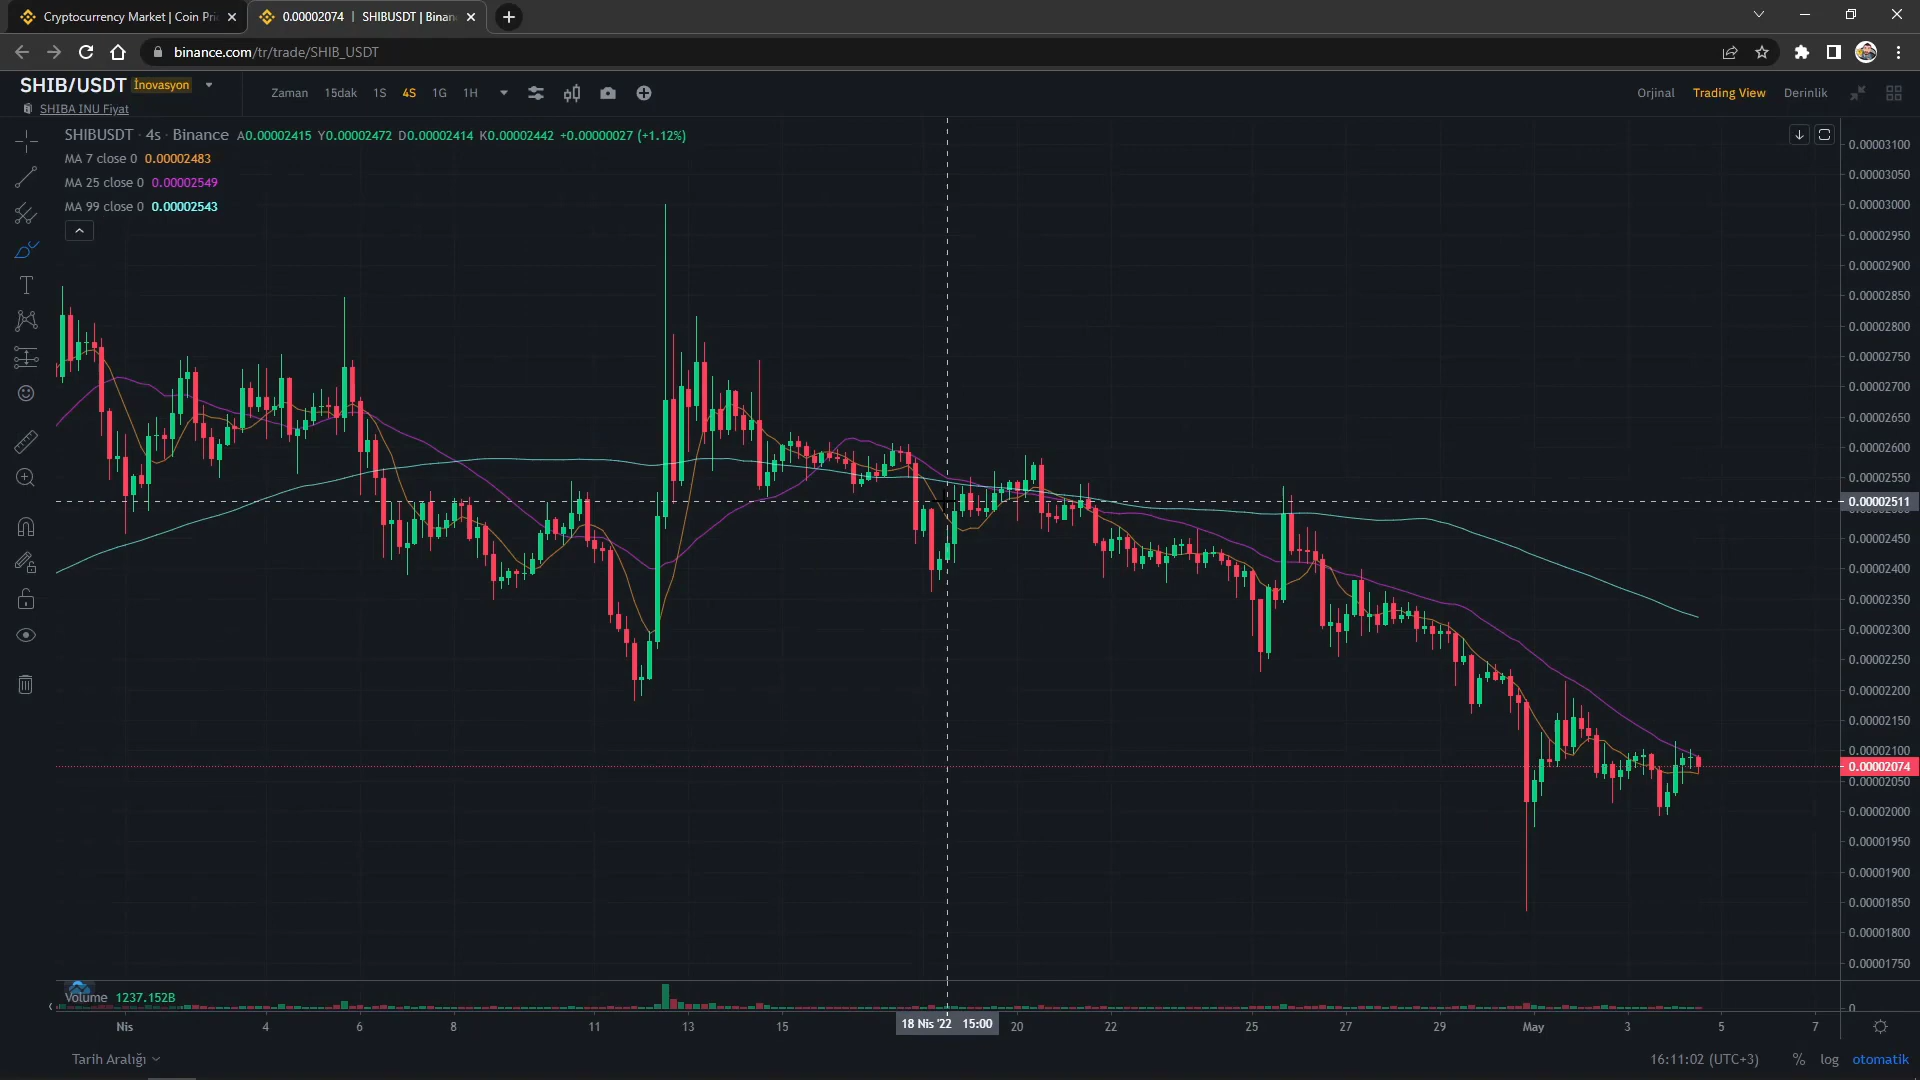 Cryptocurrency Market | Coin Pri
0.00002074 | SHIBUSDT | Binan
binance.com/tr/trade/SHIB_USDT
SHIB/USDT İnovasyon
SHIBA INU Fiyat
Zaman 15dak 1S 4S 1G 1H
Orjinal Trading View Derinlik
SHIBUSDT · 4s · Binance A0.00002415 Y0.00002472 D0.00002414 K0.00002442 +0.00000027 (+1.12%)
MA 7 close 0 0.00002483
MA 25 close 0 0.00002549
MA 99 close 0 0.00002543
0.00003100
0.00003050
0.00003000
0.00002950
0.00002900
0.00002850
0.00002800
0.00002750
0.00002700
0.00002650
0.00002600
0.00002550
0.00002511
0.00002450
0.00002400
0.00002350
0.00002300
0.00002250
0.00002200
0.00002150
0.00002100
0.00002074
0.00002050
0.00002000
0.00001950
0.00001900
0.00001850
0.00001800
0.00001750
Volume 1237.152B
0
Nis 4 6 8 11 13 15 18 Nis '22 15:00 20 22 25 27 29 May 3 5 7
Tarih Aralığı
16:11:02 (UTC+3) % log otomatik